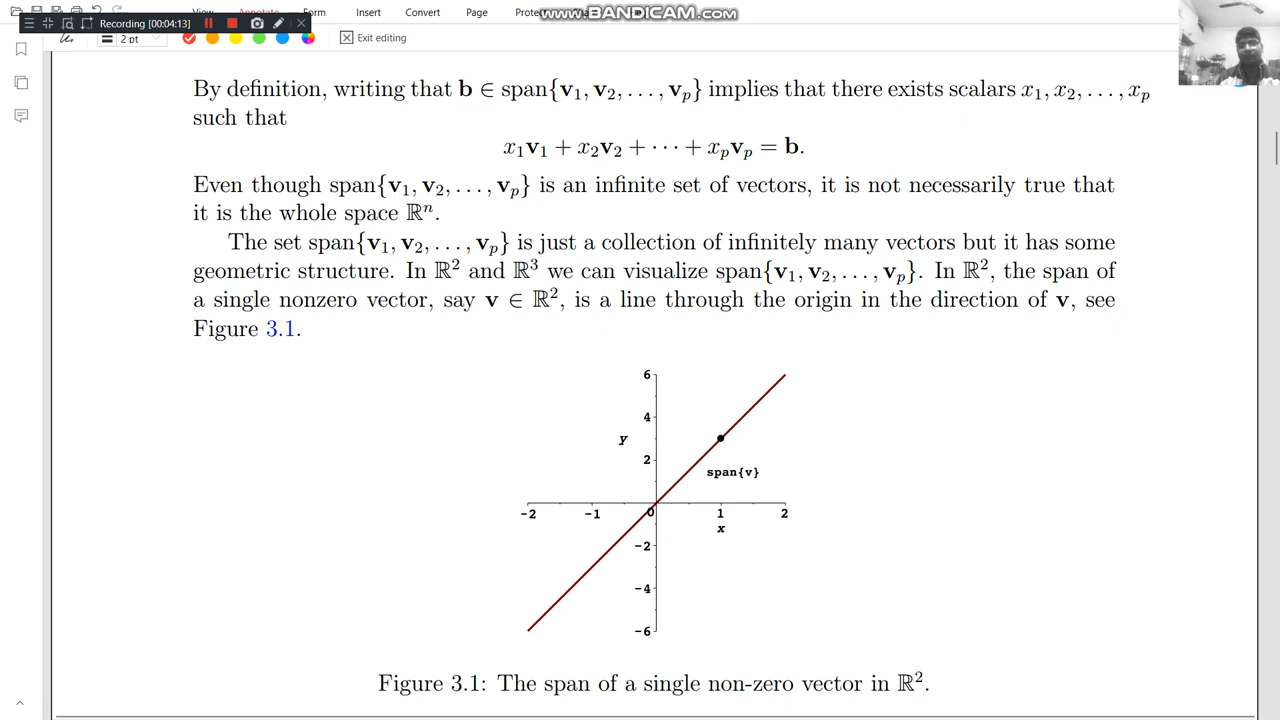 Recording [00:04:13]
View Annotate Form Insert Convert Page
www.BANDICAM.com
2 pt
Exit editing
By definition, writing that b ∈ span{v₁, v₂, . . . , vₚ} implies that there exists scalars x₁, x₂, . . . , xₚ
such that
x₁v₁ + x₂v₂ + · · · + xₚvₚ = b.
Even though span{v₁, v₂, . . . , vₚ} is an infinite set of vectors, it is not necessarily true that
it is the whole space ℝⁿ.
The set span{v₁, v₂, . . . , vₚ} is just a collection of infinitely many vectors but it has some
geometric structure. In ℝ² and ℝ³ we can visualize span{v₁, v₂, . . . , vₚ}. In ℝ², the span of
a single nonzero vector, say v ∈ ℝ², is a line through the origin in the direction of v, see
Figure 3.1.
6
4
y
2
span{v}
-2 -1 0 1 2
x
-2
-4
-6
Figure 3.1: The span of a single non-zero vector in ℝ².